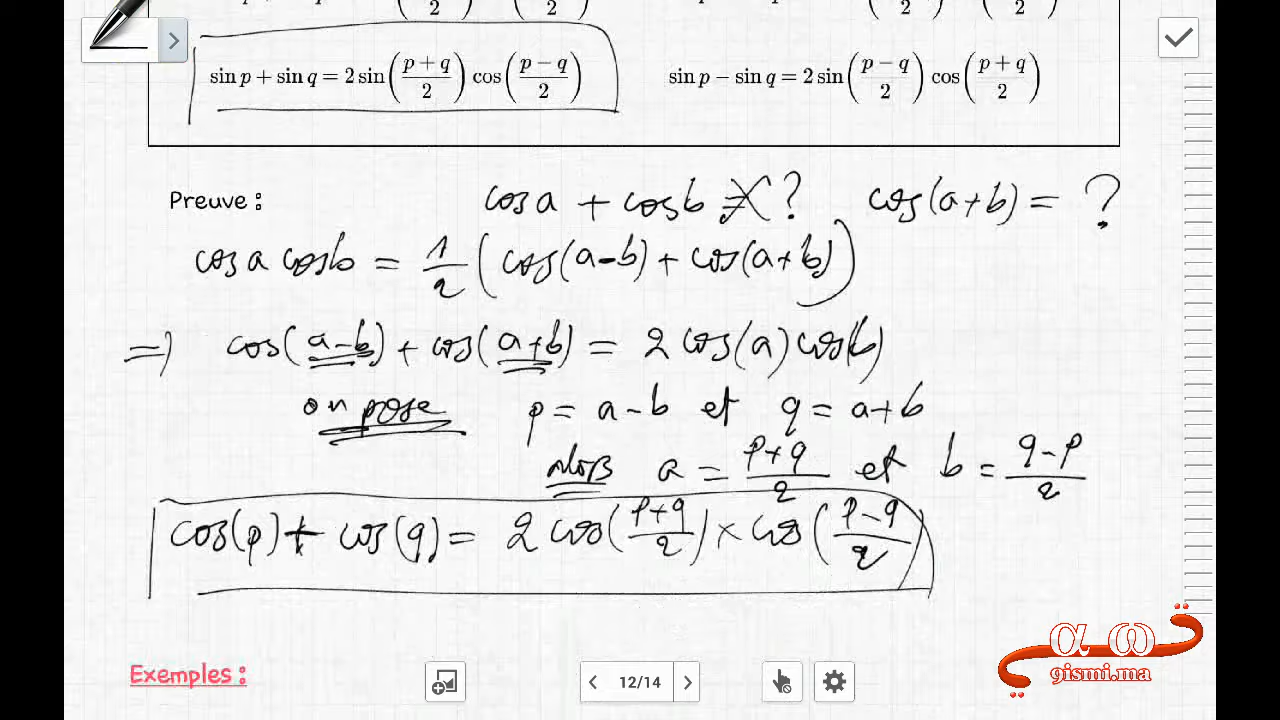 sin p + sin q = 2 sin((p + q)/2) cos((p − q)/2)    sin p − sin q = 2 sin((p − q)/2) cos((p + q)/2)
Preuve :    cos a + cos b = ?    cos(a+b) = ?
cos a cos b = 1/2 (cos(a-b) + cos(a+b))
=> cos(a-b) + cos(a+b) = 2 cos(a) cos(b)
on pose    p = a-b et q = a+b
alors a = (p+q)/2 et b = (q-p)/2
cos(p) + cos(q) = 2 cos((p+q)/2) × cos((p-q)/2)
Exemples :
12/14
α ω
gismi.ma